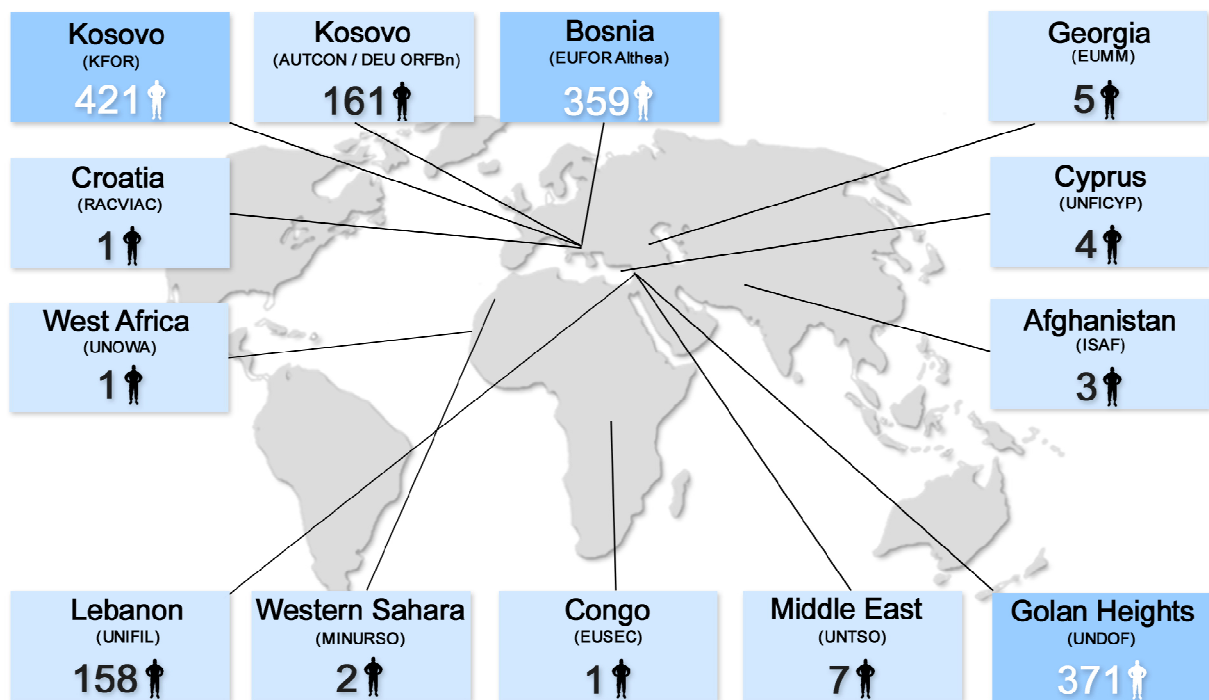 Kosovo
(KFOR)
421
Kosovo
(AUTCON / DEU ORFBn)
161
Bosnia
(EUFOR Althea)
359
Georgia
(EUMM)
5
Croatia
(RACVIAC)
1
Cyprus
(UNFICYP)
4
West Africa
(UNOWA)
1
Afghanistan
(ISAF)
3
Lebanon
(UNIFIL)
158
Western Sahara
(MINURSO)
2
Congo
(EUSEC)
1
Middle East
(UNTSO)
7
Golan Heights
(UNDOF)
371